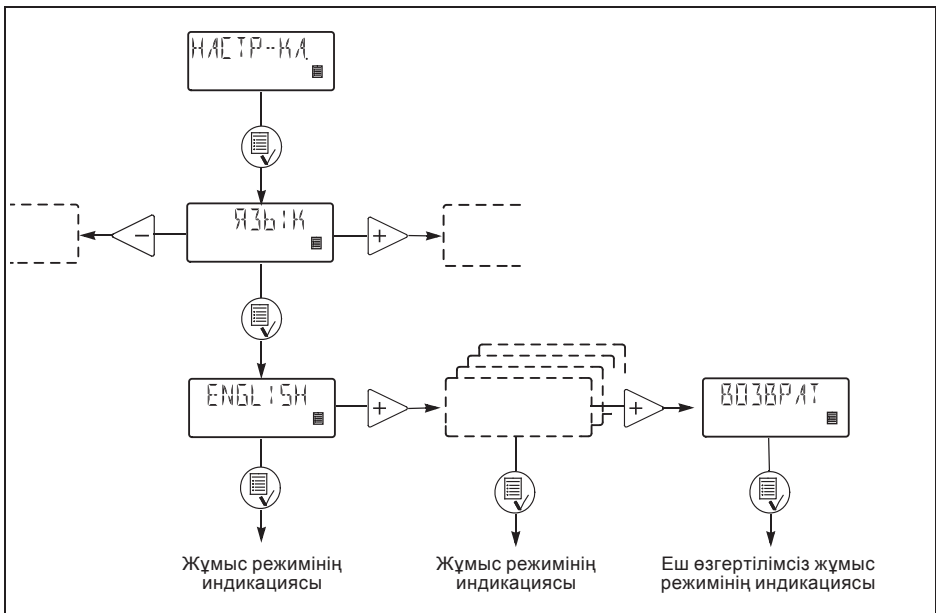 НАСТР-КА
ЯЗЫК
−
+
ENGLISH
+
+
ВОЗВРАТ
Жұмыс режимінің
индикациясы
Жұмыс режимінің
индикациясы
Еш өзгертілімсіз жұмыс
режимінің индикациясы